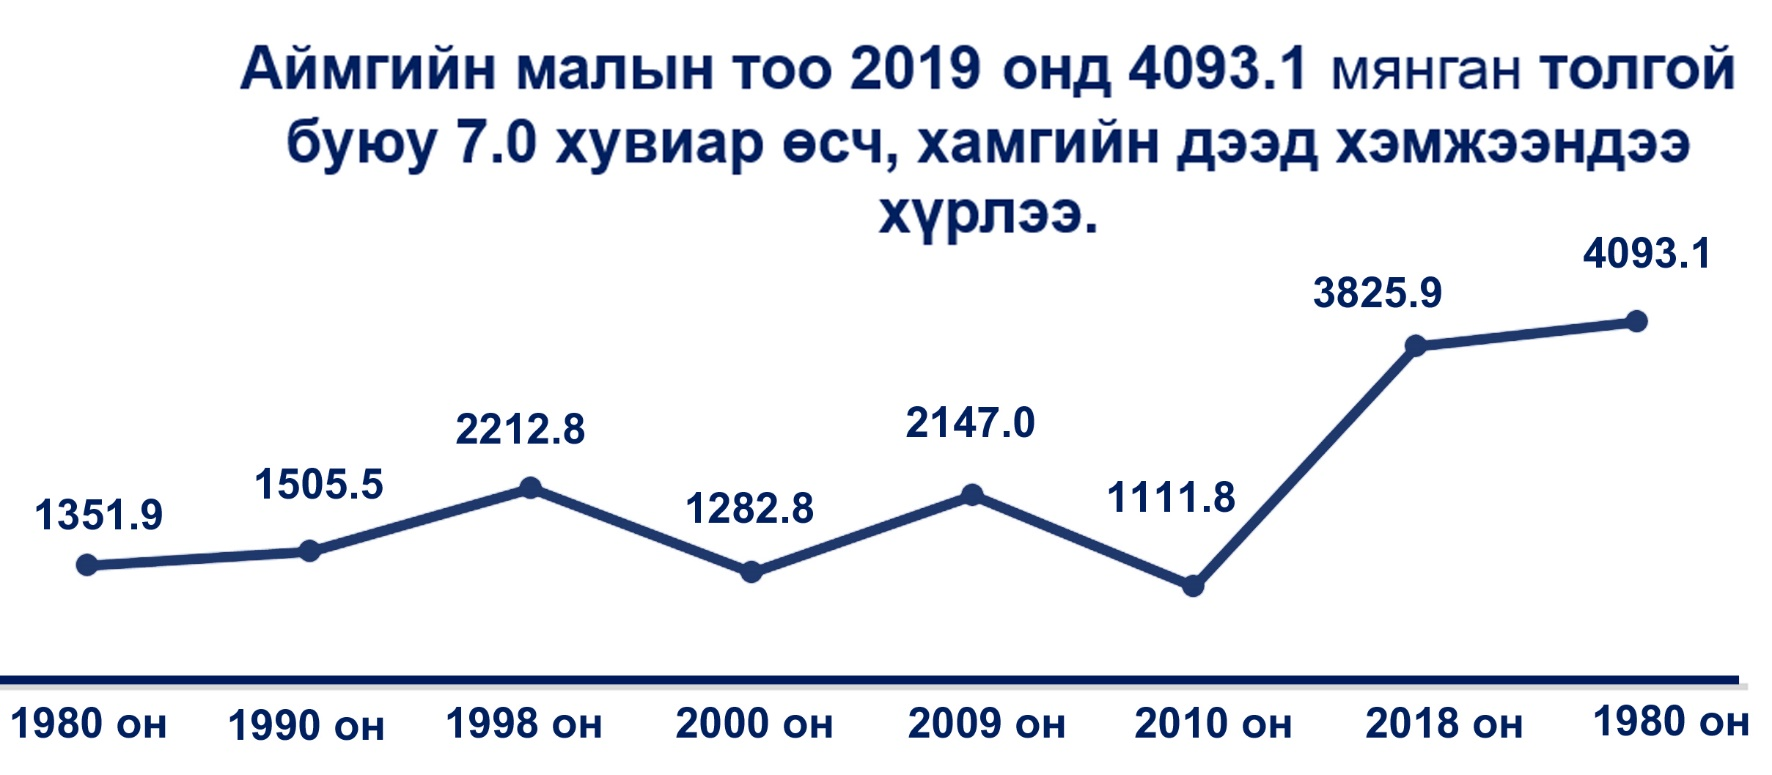 Аймгийн малын тоо 2019 онд 4093.1 мянган толгой
буюу 7.0 хувиар өсч, хамгийн дээд хэмжээндээ
хүрлээ.
1351.9
1505.5
2212.8
1282.8
2147.0
1111.8
3825.9
4093.1
1980 он
1990 он
1998 он
2000 он
2009 он
2010 он
2018 он
1980 он